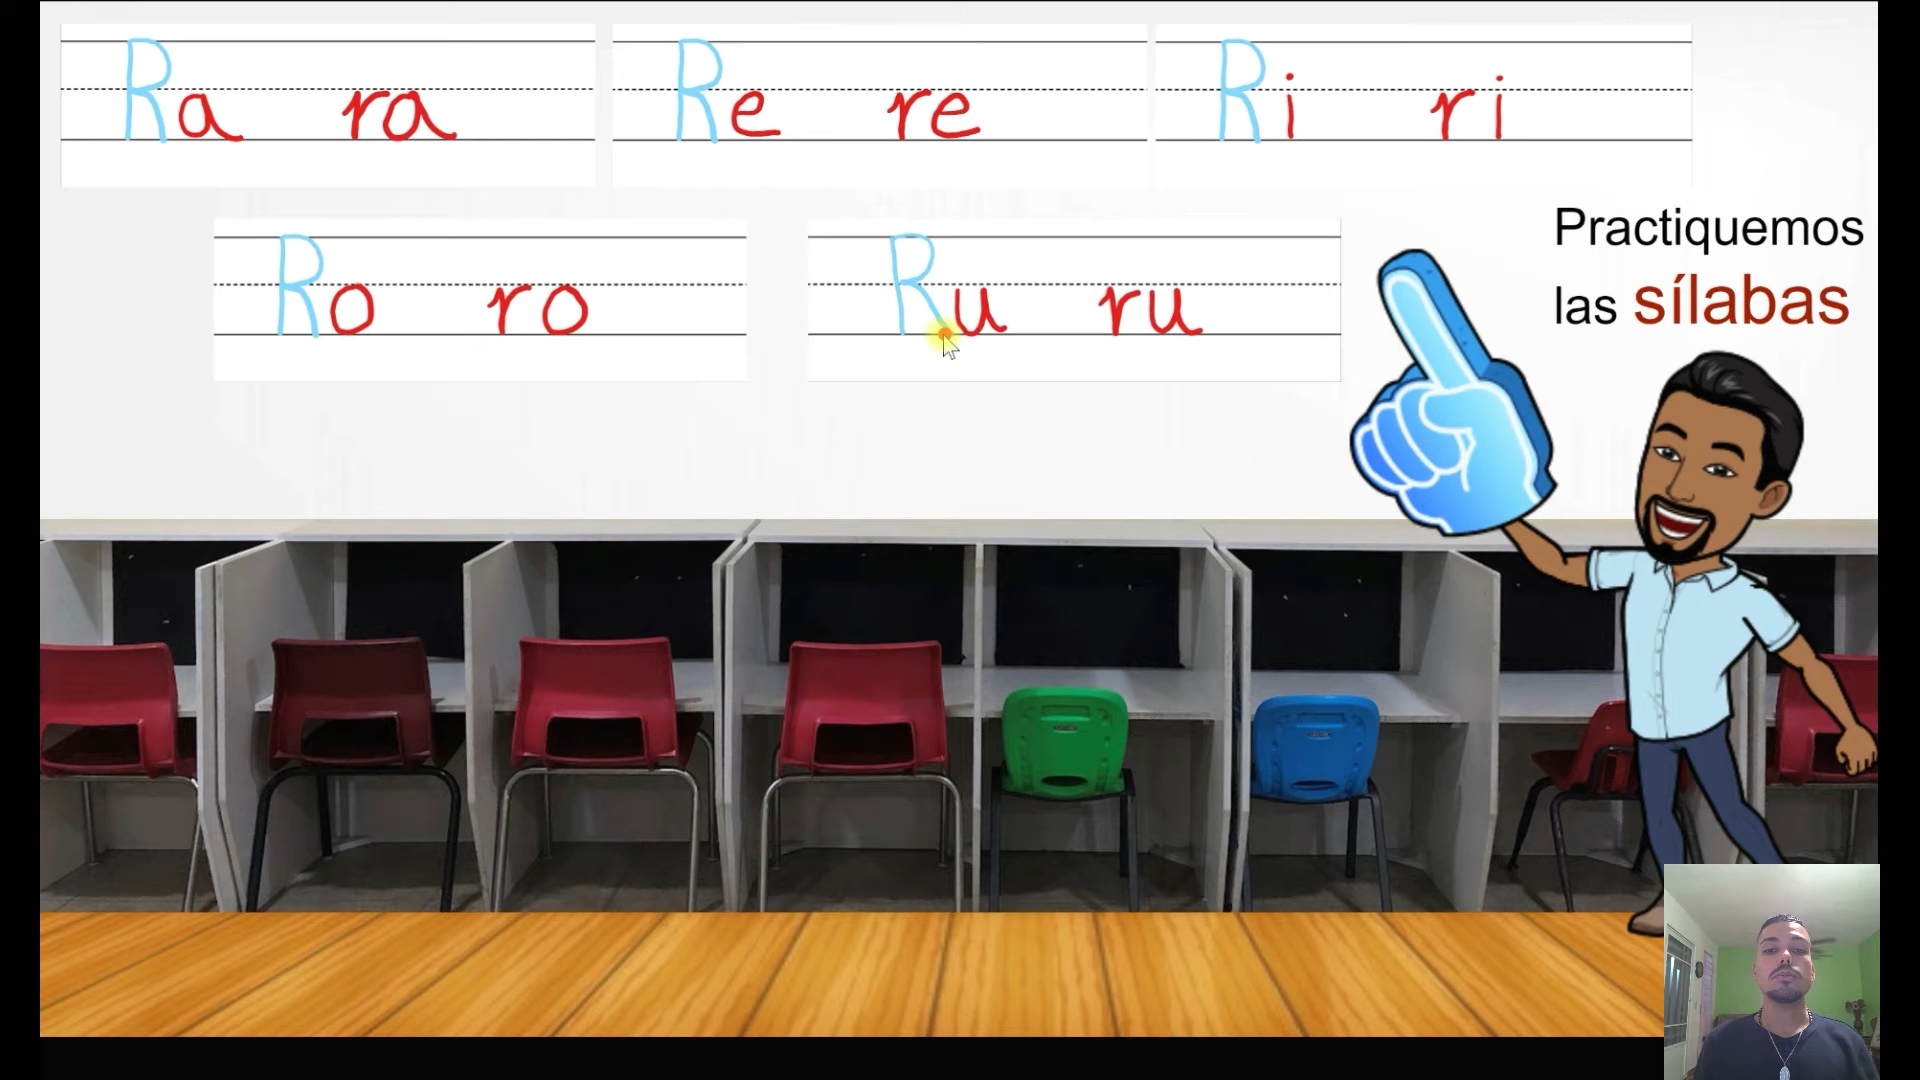 Ra ra
Re re
Ri ri
Ro ro
Ru ru
Practiquemos
las sílabas